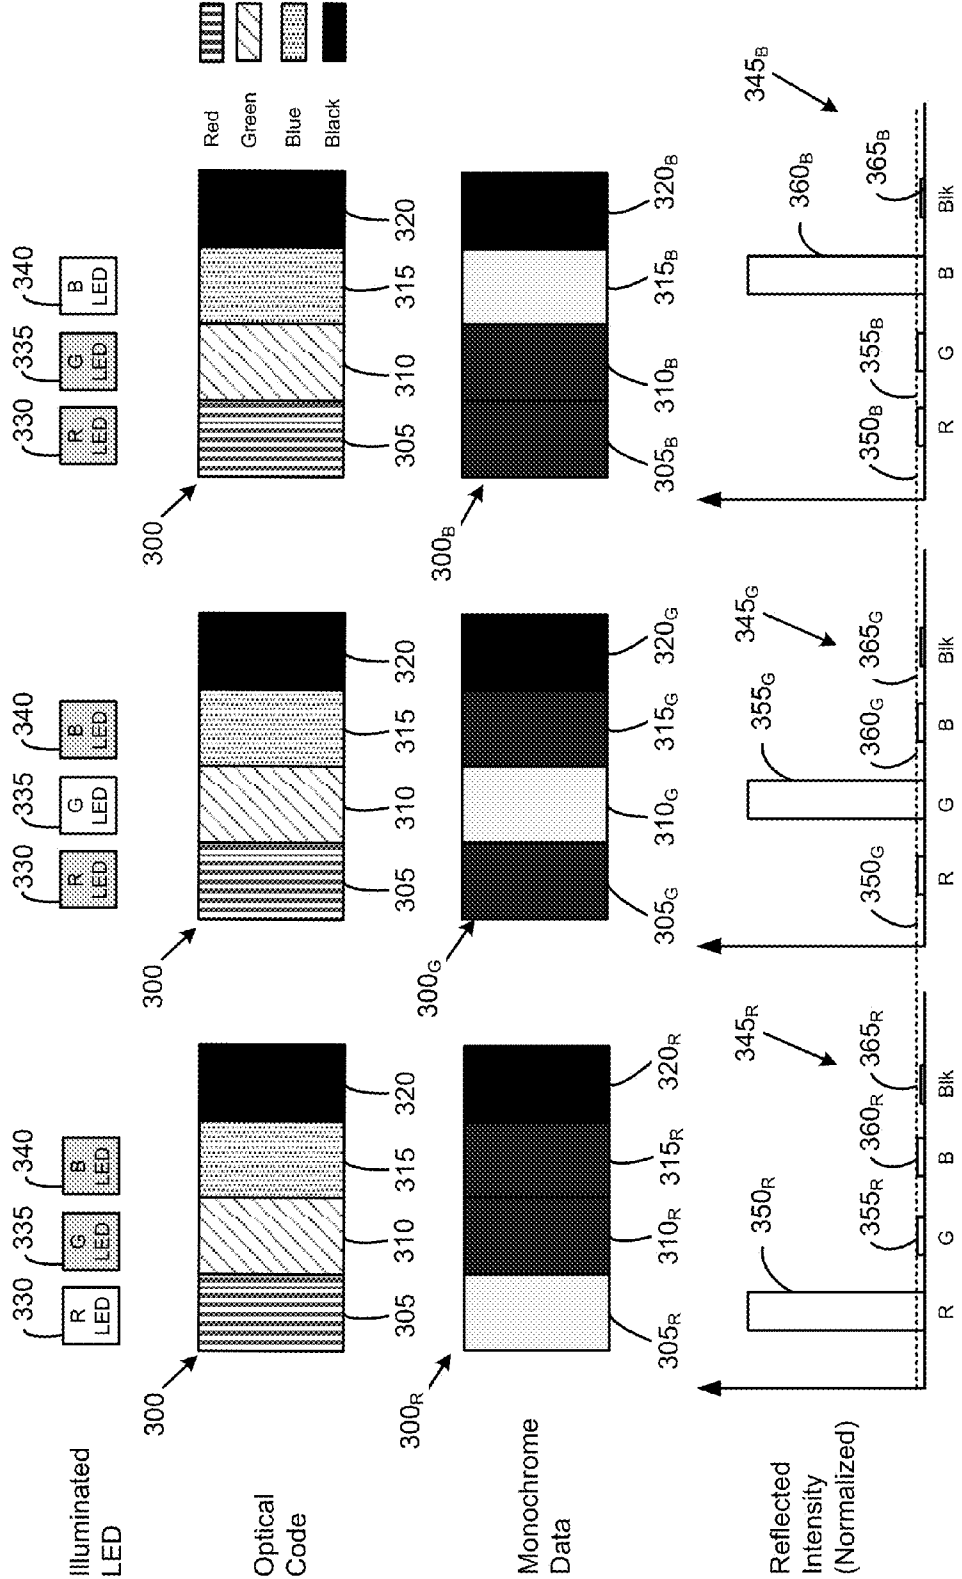 Illuminated
LED
330
335
340
R
LED
G
LED
B
LED
330
335
340
R
LED
G
LED
B
LED
330
335
340
R
LED
G
LED
B
LED
Optical
Code
300
305
310
315
320
300
305
310
315
320
300
305
310
315
320
Red
Green
Blue
Black
Monochrome
Data
300R
305R
310R
315R
320R
300G
305G
310G
315G
320G
300B
305B
310B
315B
320B
Reflected
Intensity
(Normalized)
345R
350R
355R
360R
365R
R
G
B
Blk
345G
350G
355G
360G
365G
R
G
B
Blk
345B
350B
355B
360B
365B
R
G
B
Blk